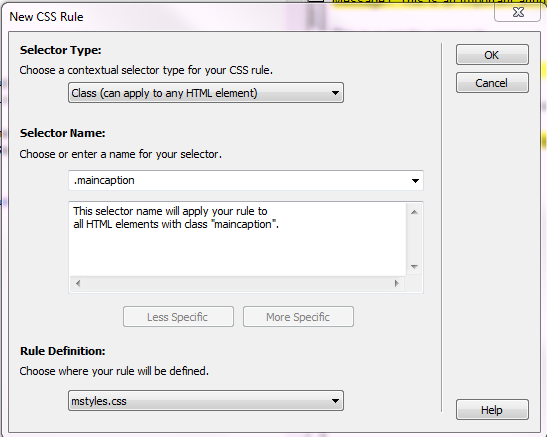 New CSS Rule
Selector Type:
OK
Choose a contextual selector type for your CSS rule.
Class (can apply to any HTML element)
Cancel
Selector Name:
Choose or enter a name for your selector.
.maincaption
This selector name will apply your rule to
all HTML elements with class "maincaption".
Less Specific
More Specific
Rule Definition:
Choose where your rule will be defined.
mstyles.css
Help